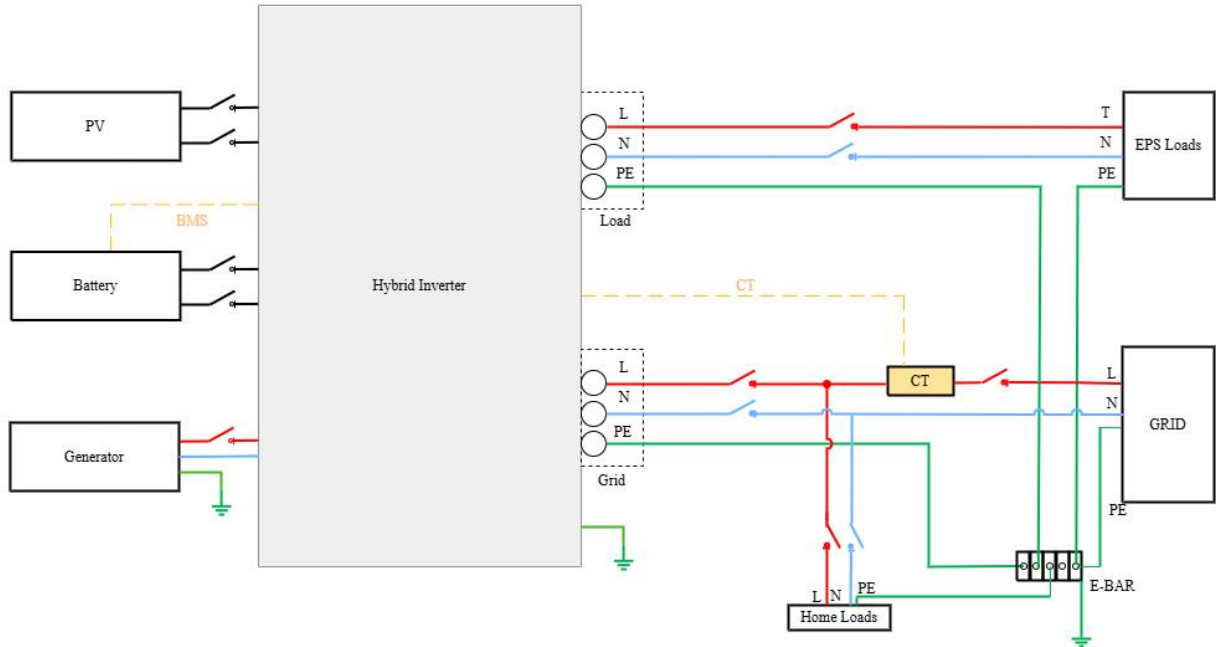 PV
BMS
Battery
Generator
Hybrid Inverter
L
N
PE
Load
T
N
PE
EPS Loads
CT
CT
L
N
PE
Grid
L
N
PE
GRID
L N PE
Home Loads
E-BAR